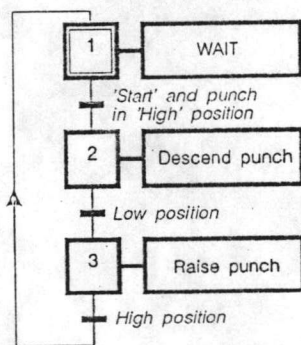 1
WAIT
'Start' and punch
in 'High' position
2
Descend punch
Low position
3
Raise punch
High position